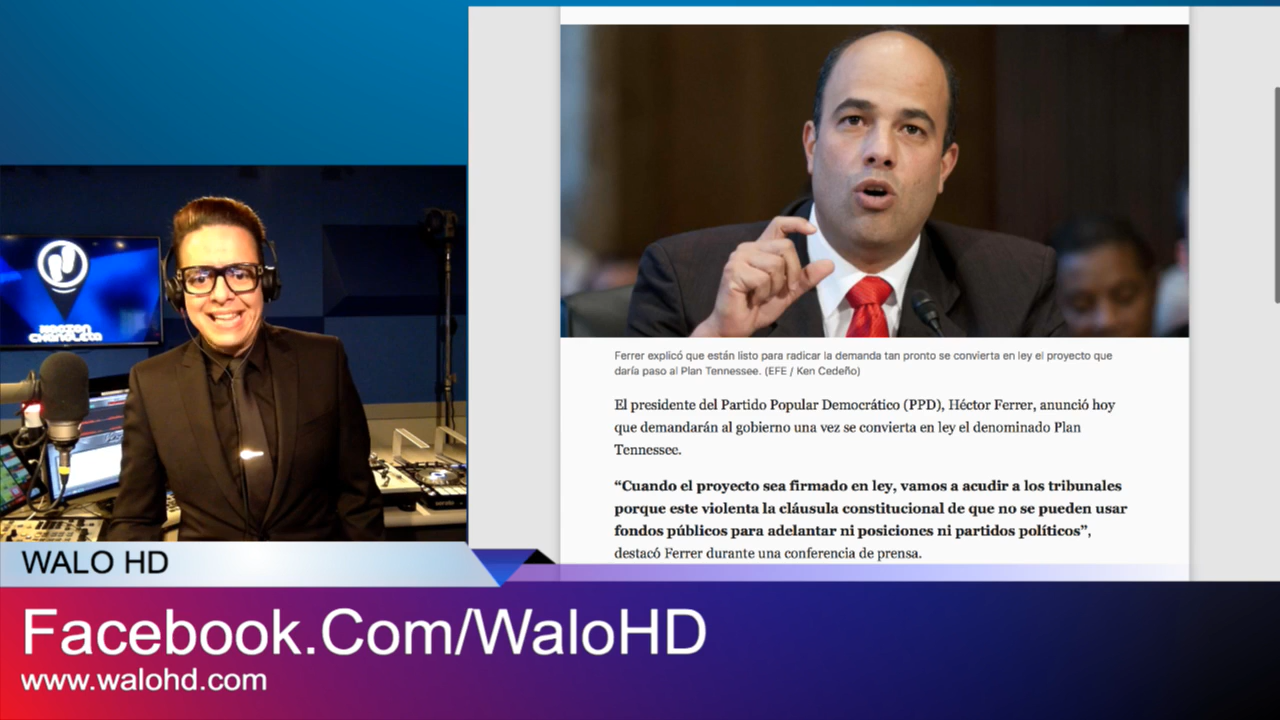 Ferrer explicó que están listo para radicar la demanda tan pronto se convierta en ley el proyecto que
daría paso al Plan Tennessee. (EFE / Ken Cedeño)
El presidente del Partido Popular Democrático (PPD), Héctor Ferrer, anunció hoy
que demandarán al gobierno una vez se convierta en ley el denominado Plan
Tennessee.
“Cuando el proyecto sea firmado en ley, vamos a acudir a los tribunales
porque este violenta la cláusula constitucional de que no se pueden usar
fondos públicos para adelantar ni posiciones ni partidos políticos”,
destacó Ferrer durante una conferencia de prensa.
WALO HD
Facebook.Com/WaloHD
www.walohd.com